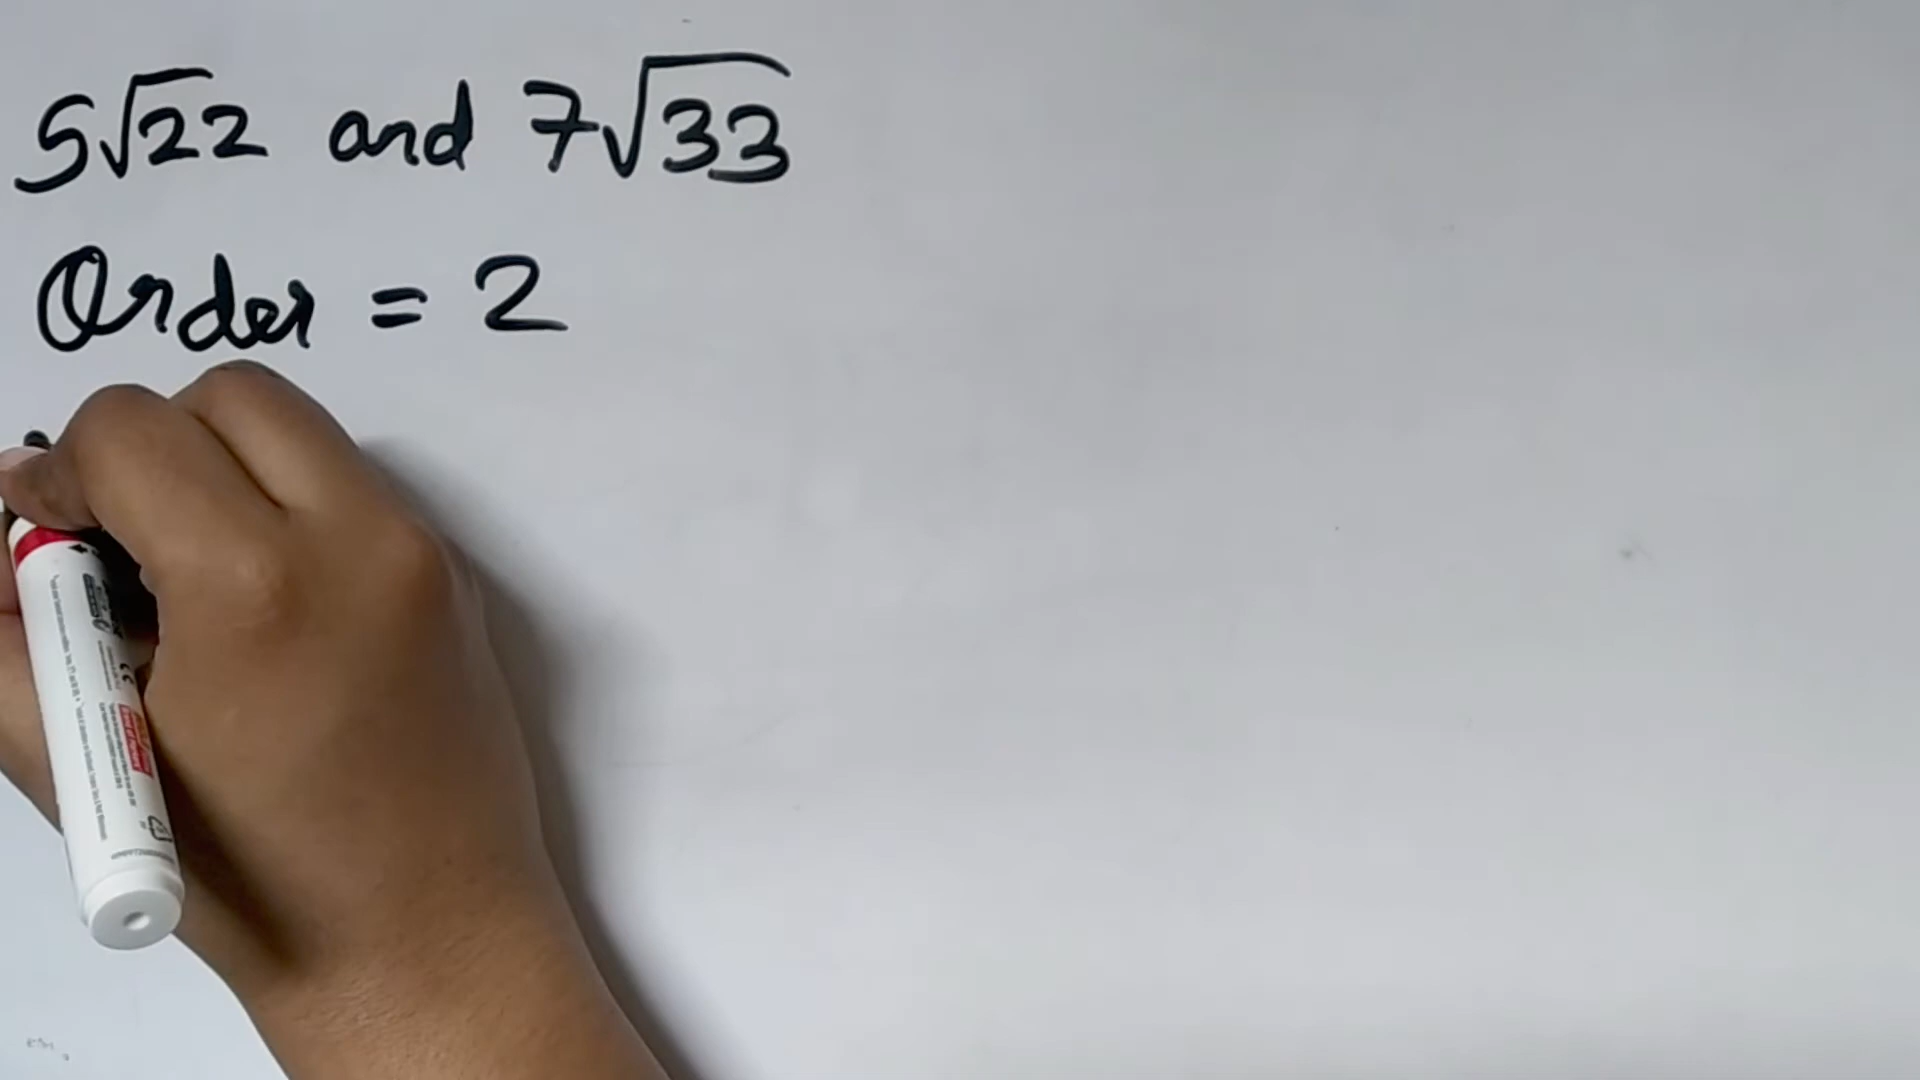 5√22 and 7√33
Order = 2